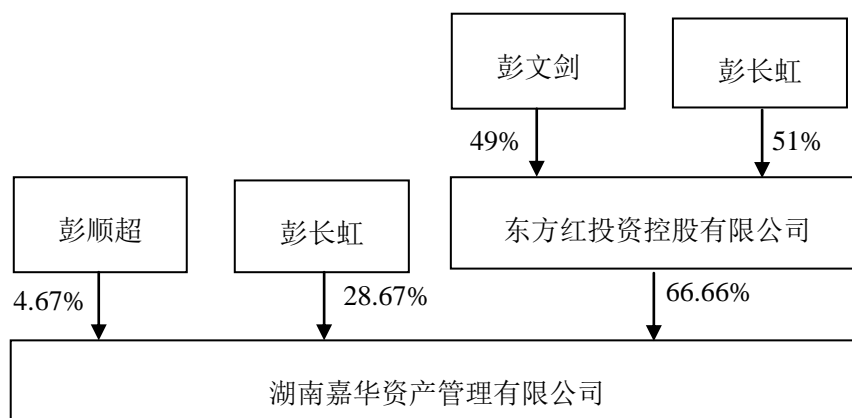 彭文剑
彭长虹
49%
51%
彭顺超
彭长虹
东方红投资控股有限公司
4.67%
28.67%
66.66%
湖南嘉华资产管理有限公司